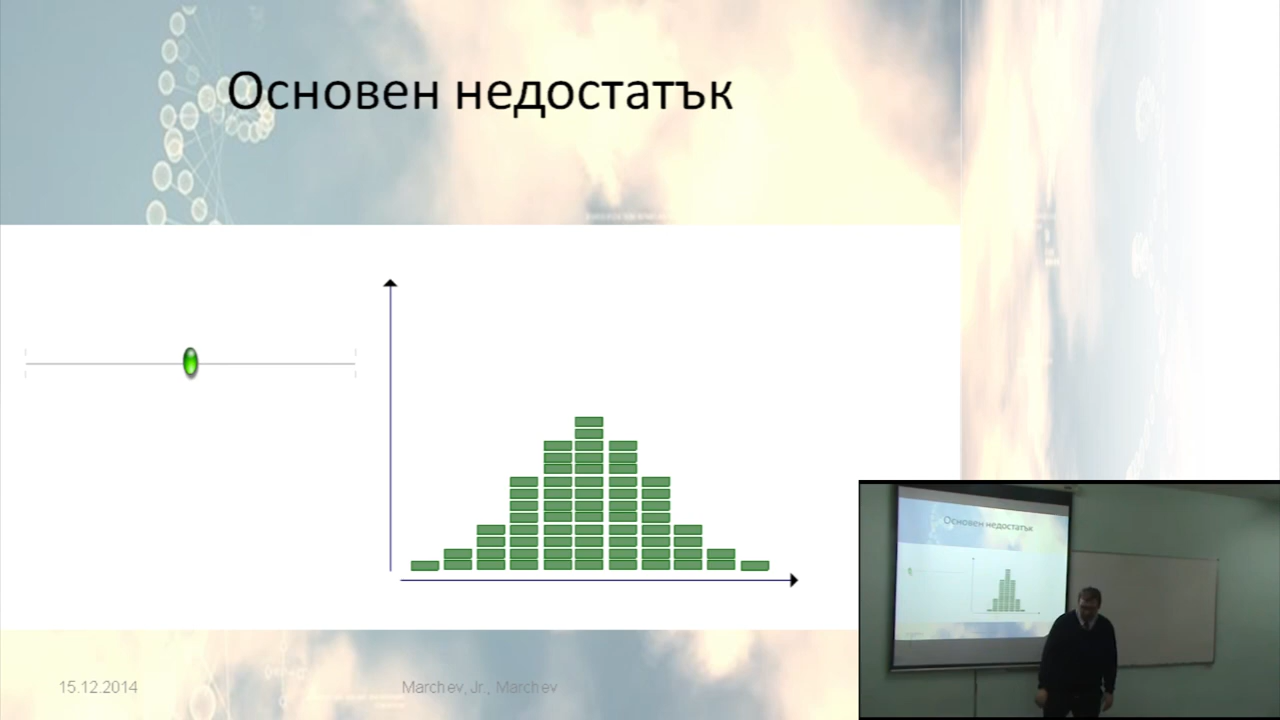 Основен недостатък
Основен недостатък
15.12.2014
Marchev, Jr., Marchev